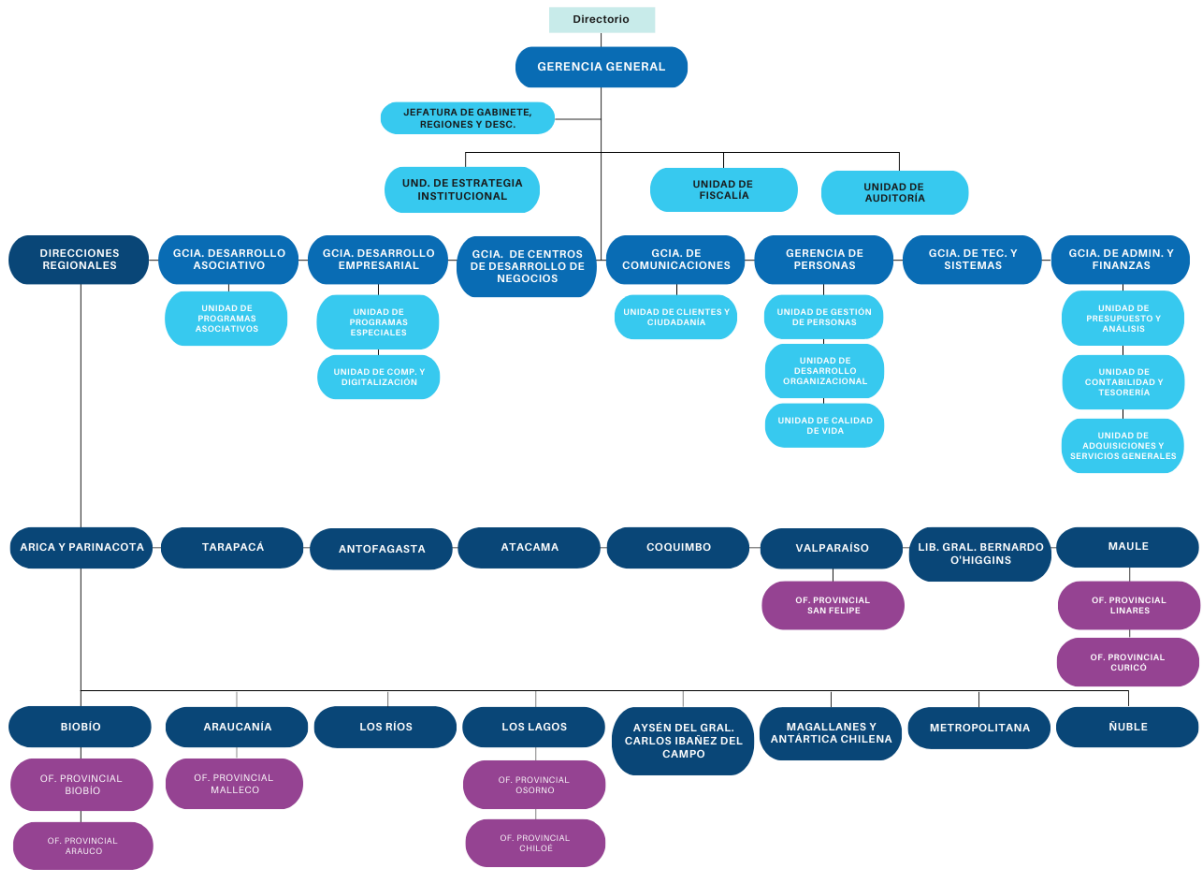 Directorio
GERENCIA GENERAL
JEFATURA DE GABINETE,
REGIONES Y DESC.
UND. DE ESTRATEGIA
INSTITUCIONAL
UNIDAD DE
FISCALÍA
UNIDAD DE
AUDITORÍA
DIRECCIONES
REGIONALES
GCIA. DESARROLLO
ASOCIATIVO
GCIA. DESARROLLO
EMPRESARIAL
GCIA. DE CENTROS
DE DESARROLLO DE
NEGOCIOS
GCIA. DE
COMUNICACIONES
GERENCIA DE
PERSONAS
GCIA. DE TEC. Y
SISTEMAS
GCIA. DE ADMIN. Y
FINANZAS
UNIDAD DE
PROGRAMAS
ASOCIATIVOS
UNIDAD DE
PROGRAMAS
ESPECIALES
UNIDAD DE COMP. Y
DIGITALIZACIÓN
UNIDAD DE CLIENTES Y
CIUDADANÍA
UNIDAD DE GESTIÓN
DE PERSONAS
UNIDAD DE
DESARROLLO
ORGANIZACIONAL
UNIDAD DE CALIDAD
DE VIDA
UNIDAD DE
PRESUPUESTO Y
ANÁLISIS
UNIDAD DE
CONTABILIDAD Y
TESORERÍA
UNIDAD DE
ADQUISICIONES Y
SERVICIOS GENERALES
ARICA Y PARINACOTA
TARAPACÁ
ANTOFAGASTA
ATACAMA
COQUIMBO
VALPARAÍSO
LIB. GRAL. BERNARDO
O'HIGGINS
MAULE
OF. PROVINCIAL
SAN FELIPE
OF. PROVINCIAL
LINARES
OF. PROVINCIAL
CURICÓ
BIOBÍO
ARAUCANÍA
LOS RÍOS
LOS LAGOS
AYSÉN DEL GRAL.
CARLOS IBAÑEZ DEL
CAMPO
MAGALLANES Y
ANTÁRTICA CHILENA
METROPOLITANA
ÑUBLE
OF. PROVINCIAL
BIOBÍO
OF. PROVINCIAL
ARAUCO
OF. PROVINCIAL
MALLECO
OF. PROVINCIAL
OSORNO
OF. PROVINCIAL
CHILOÉ